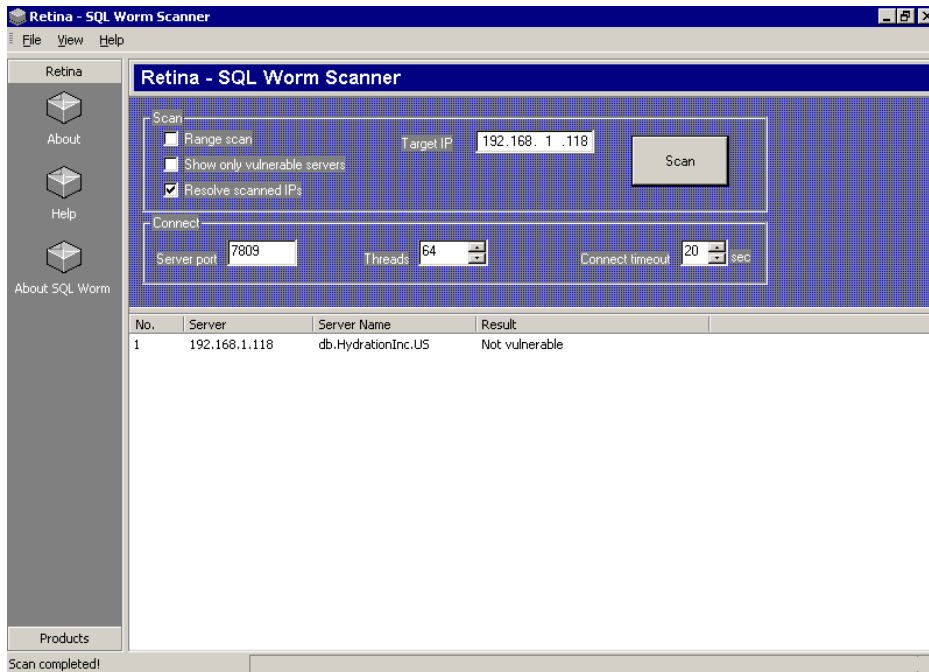 Retina - SQL Worm Scanner
File View Help
Retina
About
Help
About SQL Worm
Products
Retina - SQL Worm Scanner
Scan
Range scan
Target IP 192.168. 1 .118
Scan
Show only vulnerable servers
Resolve scanned IPs
Connect
Server port 7809 Threads 64 Connect timeout 20 sec
No. Server Server Name Result
1 192.168.1.118 db.HydrationInc.US Not vulnerable
Scan completed!